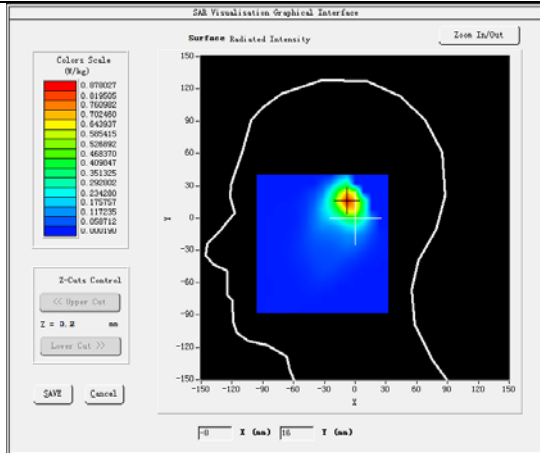 SAR Visualisation Graphical Interface
Surface Radiated Intensity
Zoom In/Out
Colors Scale
(W/kg)
0.878027
0.819505
0.760982
0.702460
0.643937
0.585415
0.526892
0.468370
0.409847
0.351325
0.292802
0.234280
0.175757
0.117235
0.058712
0.000190
Z-Cuts Control
<< Upper Cut
Z = 0.2 mm
Lower Cut >>
SAVE
Cancel
150
120
90
60
30
0
-30
-60
-90
-120
-150
Y
-150 -120 -90 -60 -30 0 30 60 90 120 150
X
-8 X (mm) 16 Y (mm)